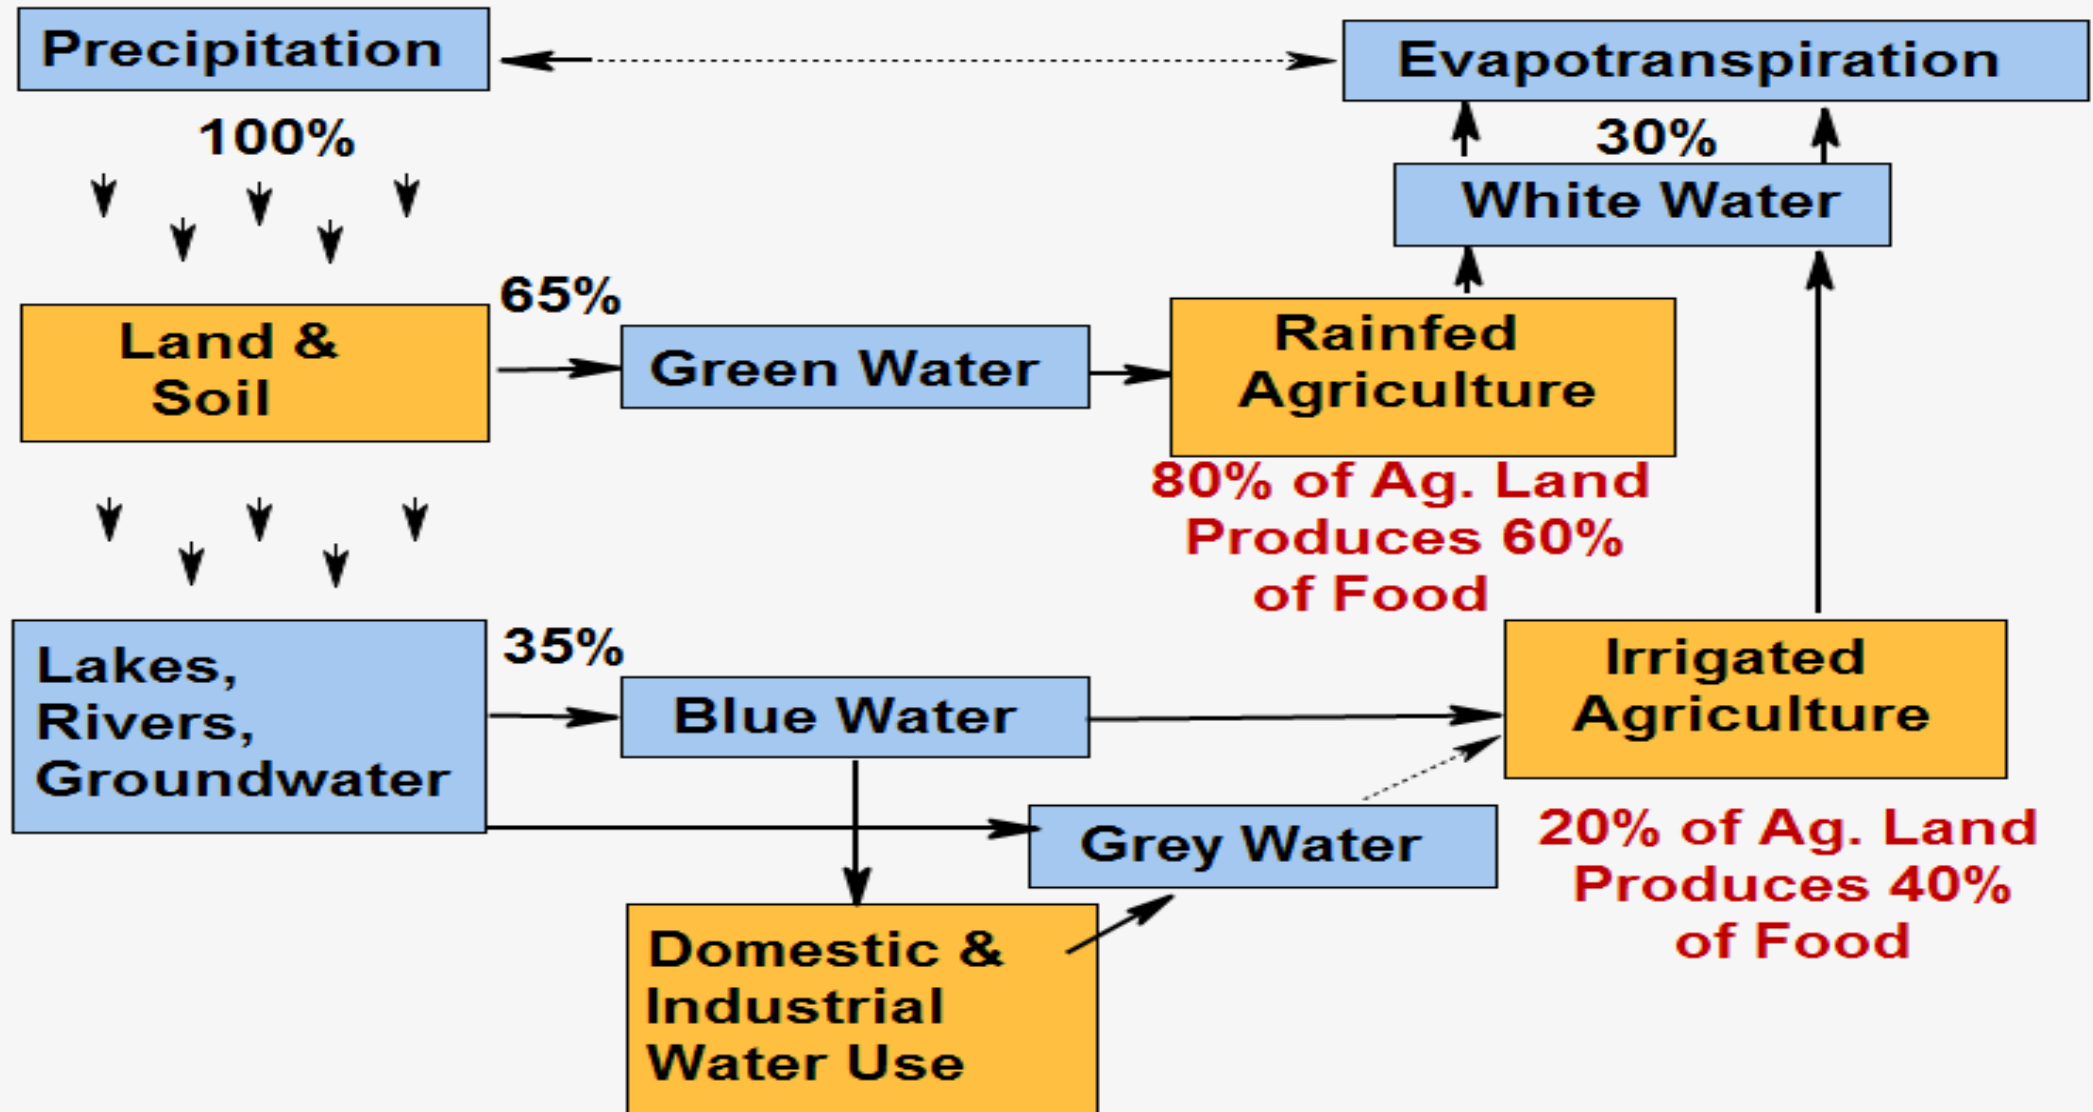 Precipitation
Evapotranspiration
100%
30%
White Water
65%
Land &
Soil
Green Water
Rainfed
Agriculture
80% of Ag. Land
Produces 60%
of Food
35%
Lakes,
Rivers,
Groundwater
Blue Water
Irrigated
Agriculture
Grey Water
20% of Ag. Land
Produces 40%
of Food
Domestic &
Industrial
Water Use